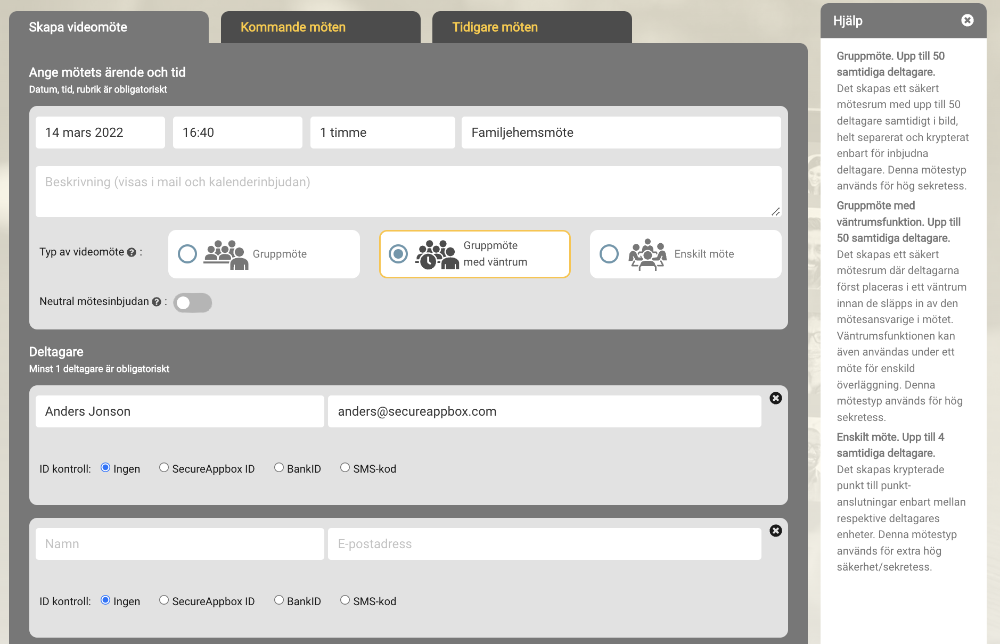 Skapa videomöte
Kommande möten
Tidigare möten
Ange mötets ärende och tid
Datum, tid, rubrik är obligatoriskt
14 mars 2022
16:40
1 timme
Familjehemsmöte
Beskrivning (visas i mail och kalenderinbjudan)
Typ av videomöte ? :
Gruppmöte
Gruppmöte
med väntrum
Enskilt möte
Neutral mötesinbjudan ? :
Deltagare
Minst 1 deltagare är obligatoriskt
Anders Jonson
anders@secureappbox.com
ID kontroll: Ingen SecureAppbox ID BankID SMS-kod
Namn
E-postadress
ID kontroll: Ingen SecureAppbox ID BankID SMS-kod
Hjälp
Gruppmöte. Upp till 50
samtidiga deltagare.
Det skapas ett säkert
mötesrum med upp till 50
deltagare samtidigt i bild,
helt separerat och krypterat
enbart för inbjudna
deltagare. Denna mötestyp
används för hög sekretess.
Gruppmöte med
väntrumsfunktion. Upp till
50 samtidiga deltagare.
Det skapas ett säkert
mötesrum där deltagarna
först placeras i ett väntrum
innan de släpps in av den
mötesansvarige i mötet.
Väntrumsfunktionen kan
även användas under ett
möte för enskild
överläggning. Denna
mötestyp används för hög
sekretess.
Enskilt möte. Upp till 4
samtidiga deltagare.
Det skapas krypterade
punkt till punkt-
anslutningar enbart mellan
respektive deltagares
enheter. Denna mötestyp
används för extra hög
säkerhet/sekretess.